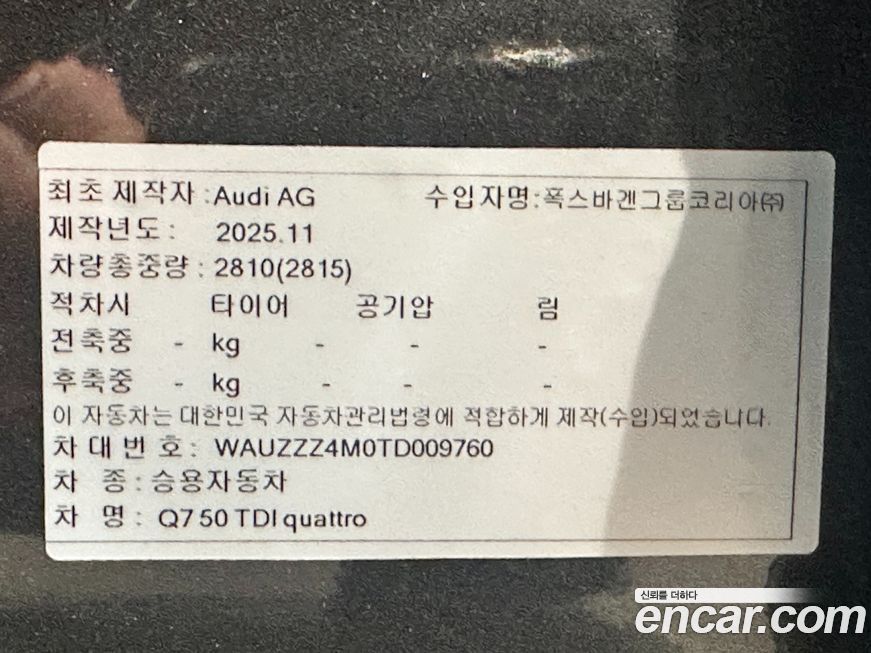 최초 제작자 : Audi AG 수입자명 : 폭스바겐그룹코리아㈜
제작년도 : 2025.11
차량총중량 : 2810(2815)
적차시 타이어 공기압 림
전축중 - kg - - -
후축중 - kg - - -
이 자동차는 대한민국 자동차관리법령에 적합하게 제작(수입)되었습니다.
차 대 번 호 : WAUZZZ4M0TD009760
차 종 : 승용자동차
차 명 : Q7 50 TDI quattro
신뢰를 더하다
encar.com